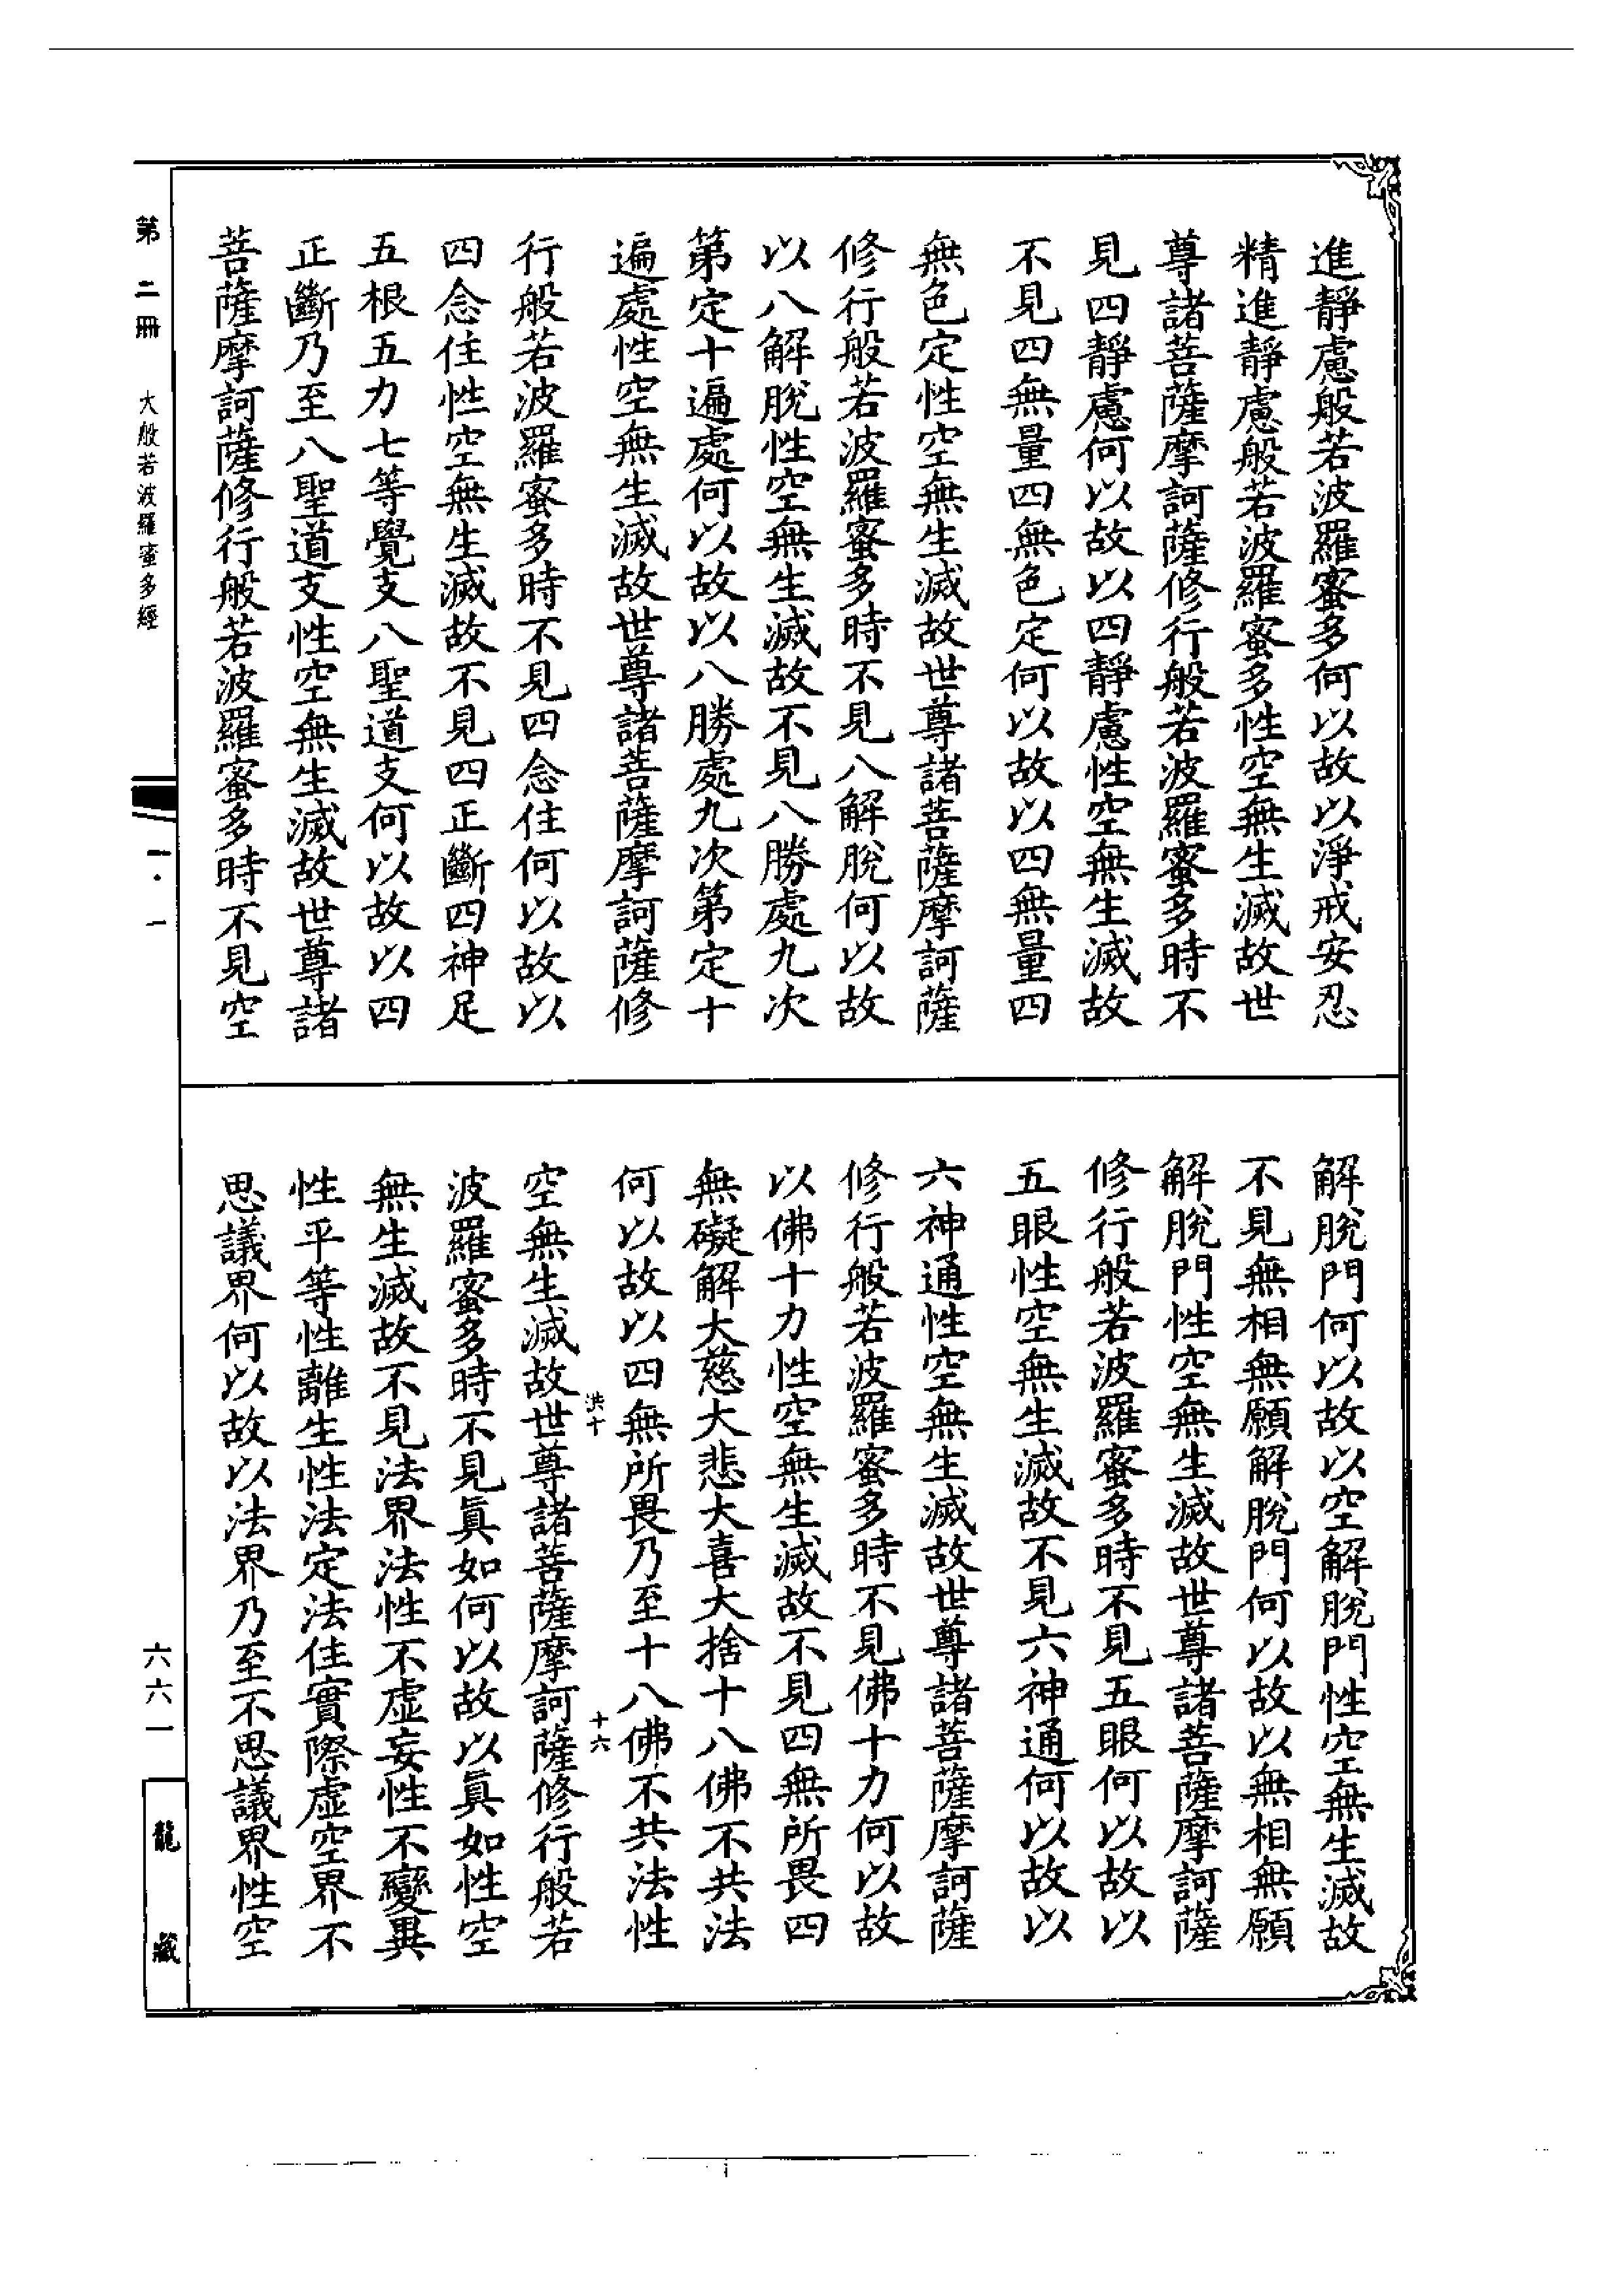 進靜慮般若波羅蜜多何以故以淨戒安忍
精進靜慮般若波羅蜜多性空無生滅故世
尊諸菩薩摩訶薩修行般若波羅蜜多時不
見四靜慮何以故以四靜慮性空無生滅故
不見四無量四無色定何以故以四無量四
無色定性空無生滅故世尊諸菩薩摩訶薩
修行般若波羅蜜多時不見八解脫何以故
以八解脫性空無生滅故不見八勝處九次
第定十遍處何以故以八勝處九次第定十
遍處性空無生滅故世尊諸菩薩摩訶薩修
行般若波羅蜜多時不見四念住何以故以
四念住性空無生滅故不見四正斷四神足
五根五力七等覺支八聖道支何以故以四
正斷乃至八聖道支性空無生滅故世尊諸
菩薩摩訶薩修行般若波羅蜜多時不見空
解脫門何以故以空解脫門性空無生滅故
不見無相無願解脫門何以故以無相無願
解脫門性空無生滅故世尊諸菩薩摩訶薩
修行般若波羅蜜多時不見五眼何以故以
五眼性空無生滅故不見六神通何以故以
六神通性空無生滅故世尊諸菩薩摩訶薩
修行般若波羅蜜多時不見佛十力何以故
以佛十力性空無生滅故不見四無所畏四
無礙解大慈大悲大喜大捨十八佛不共法
何以故以四無所畏乃至十八佛不共法性
洪十 十六
空無生滅故世尊諸菩薩摩訶薩修行般若
波羅蜜多時不見眞如何以故以眞如性空
無生滅故不見法界法性不虛妄性不變異
性平等性離生性法定法住實際虛空界不
思議界何以故以法界乃至不思議界性空
第二冊 大般若波羅蜜多經
一·一
六六一
龍藏